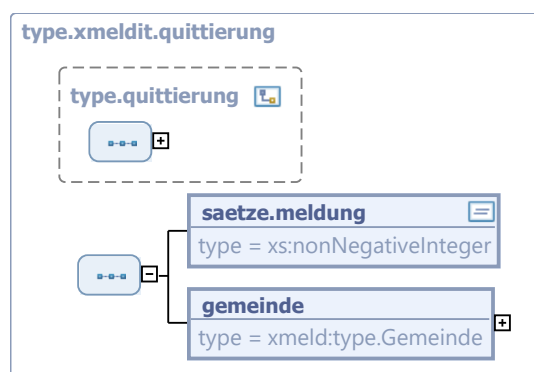 type.xmeldit.quittierung
type.quittierung
saetze.meldung
type = xs:nonNegativeInteger
gemeinde
type = xmeld:type.Gemeinde